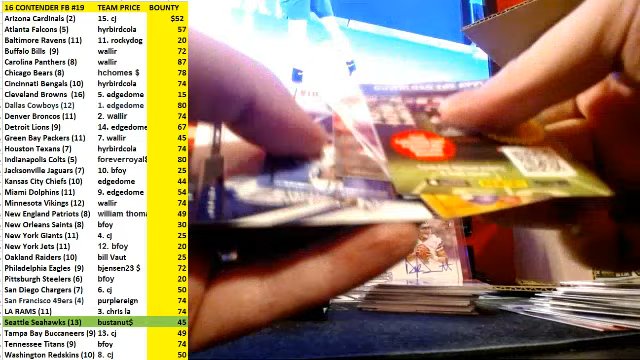 16 CONTENDER FB #19 TEAM PRICE BOUNTY
Arizona Cardinals (2) 15. cj $52
Atlanta Falcons (5) hyrbirdcola 57
Baltimore Ravens (11) 11. rockydog 20
Buffalo Bills (9) wallir 72
Carolina Panthers (8) wallir 87
Chicago Bears (8) hchomes $ 78
Cincinnati Bengals (10) hyrbirdcola 74
Cleveland Browns (16) 5. edgedome 15
Dallas Cowboys (12) 1. edgedome 80
Denver Broncos (11) 2. wallir 74
Detroit Lions (9) 14. edgedome 67
Green Bay Packers (11) 7. wallir 45
Houston Texans (7) hyrbirdcola 74
Indianapolis Colts (5) foreverroyal$ 80
Jacksonville Jaguars (7) 10. bfoy 25
Kansas City Chiefs (10) edgedome 44
Miami Dolphins (11) 9. edgedome 54
Minnesota Vikings (12) wallir 74
New England Patriots (8) william thoma 49
New Orleans Saints (8) bfoy 30
New York Giants (11) 4. cj 25
New York Jets (11) 12. bfoy 20
Oakland Raiders (10) bill Vaut 25
Philadelphia Eagles (9) bjensen23 $ 72
Pittsburgh Steelers (6) bfoy 20
San Diego Chargers (7) 6. cj 50
San Francisco 49ers (4) purplereign 74
LA RAMS (11) 3. chris la 74
Seattle Seahawks (13) bustanut$ 45
Tampa Bay Buccaneers (9) 13. cj 49
Tennessee Titans (9) bfoy 74
Washington Redskins (10) 8. cj 50
DOWNLOAD THE